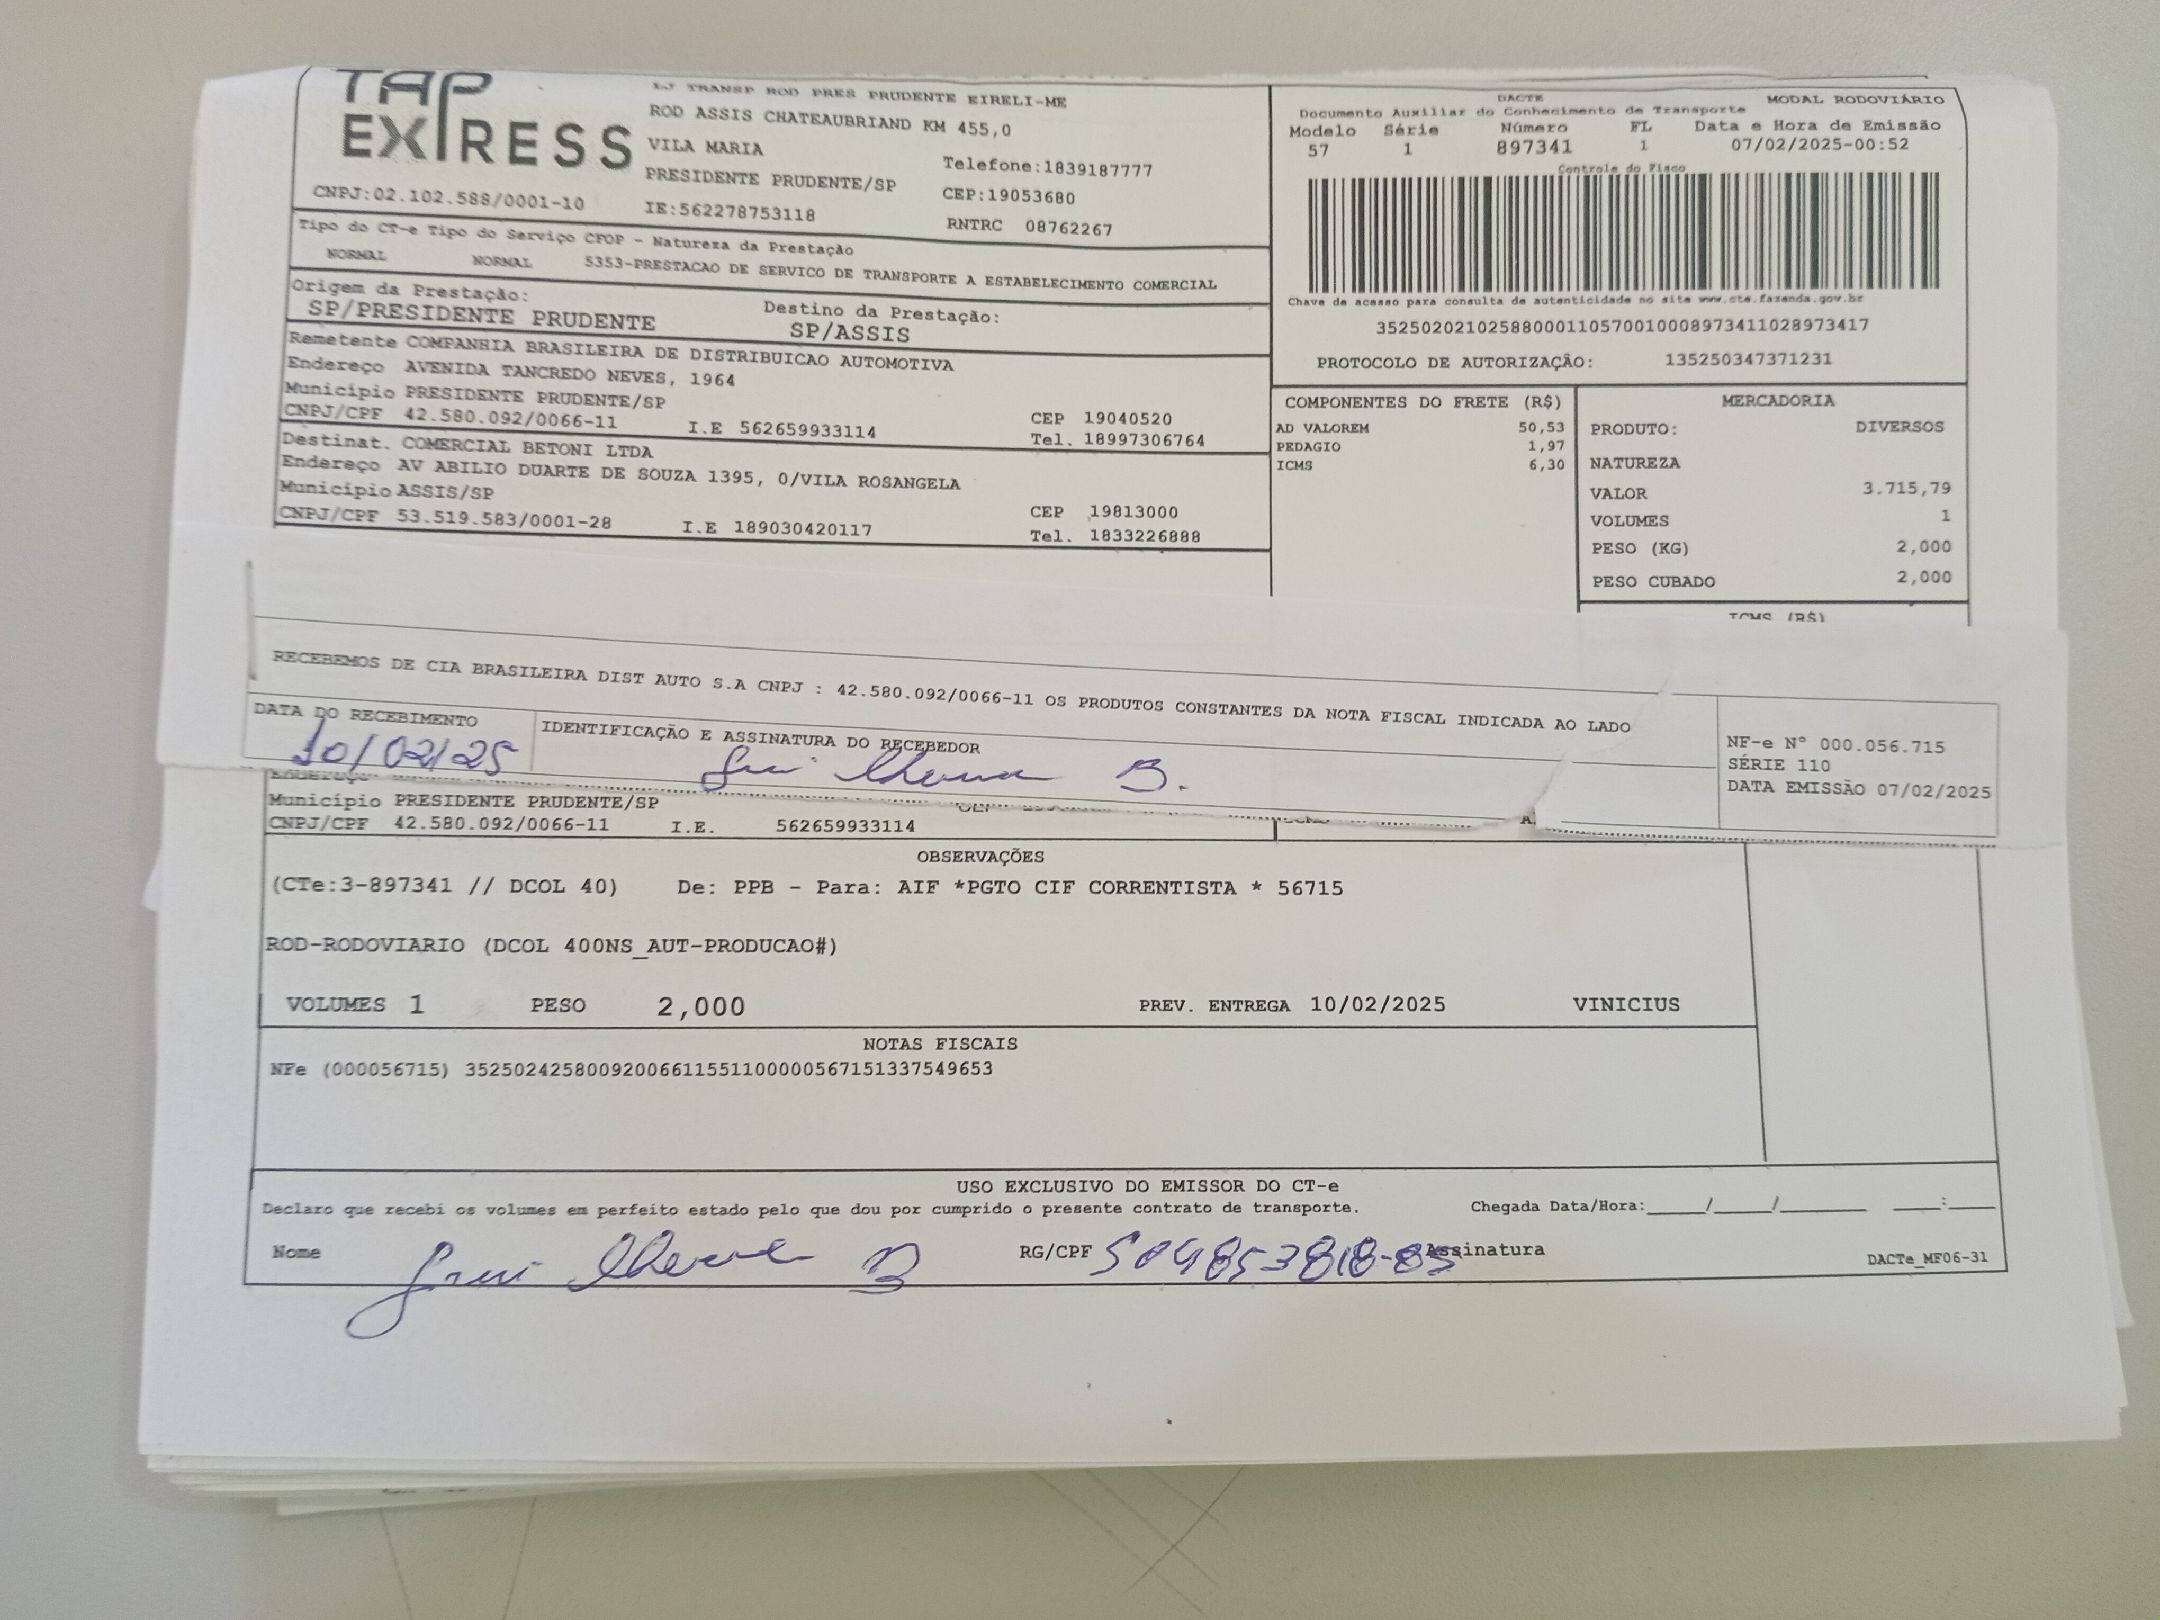 TAP
EXPRESS
LJ TRANSP ROD PRES PRUDENTE EIRELI-ME
ROD ASSIS CHATEAUBRIAND KM 455,0
VILA MARIA
Telefone:1839187777
PRESIDENTE PRUDENTE/SP
CEP:19053680
CNPJ:02.102.588/0001-10
IE:562278753118
RNTRC 08762267
Tipo do CT-e Tipo do Serviço CFOP - Natureza da Prestação
NORMAL NORMAL 5353-PRESTACAO DE SERVICO DE TRANSPORTE A ESTABELECIMENTO COMERCIAL
Origem da Prestação:
SP/PRESIDENTE PRUDENTE
Destino da Prestação:
SP/ASSIS
Remetente COMPANHIA BRASILEIRA DE DISTRIBUICAO AUTOMOTIVA
Endereço AVENIDA TANCREDO NEVES, 1964
Município PRESIDENTE PRUDENTE/SP
CEP 19040520
CNPJ/CPF 42.580.092/0066-11 I.E 562659933114
Tel. 18997306764
Destinat. COMERCIAL BETONI LTDA
Endereço AV ABILIO DUARTE DE SOUZA 1395, 0/VILA ROSANGELA
Município ASSIS/SP
CEP 19813000
CNPJ/CPF 53.519.583/0001-28 I.E 189030420117
Tel. 1833226888
DACTE
MODAL RODOVIÁRIO
Documento Auxiliar do Conhecimento de Transporte
Modelo Série Número FL Data e Hora de Emissão
57 1 897341 1 07/02/2025-00:52
Controle do Fisco
Chave de acesso para consulta de autenticidade no site www.cte.fazenda.gov.br
35250202102588000110570010008973411028973417
PROTOCOLO DE AUTORIZAÇÃO: 135250347371231
COMPONENTES DO FRETE (R$)
AD VALOREM 50,53
PEDAGIO 1,97
ICMS 6,30
MERCADORIA
PRODUTO: DIVERSOS
NATUREZA
VALOR 3.715,79
VOLUMES 1
PESO (KG) 2,000
PESO CUBADO 2,000
ICMS (R$)
RECEBEMOS DE CIA BRASILEIRA DIST AUTO S.A CNPJ : 42.580.092/0066-11 OS PRODUTOS CONSTANTES DA NOTA FISCAL INDICADA AO LADO
DATA DO RECEBIMENTO
IDENTIFICAÇÃO E ASSINATURA DO RECEBEDOR
10/02/25
B.
NF-e N° 000.056.715
SÉRIE 110
DATA EMISSÃO 07/02/2025
Endereço
Município PRESIDENTE PRUDENTE/SP
CNPJ/CPF 42.580.092/0066-11 I.E. 562659933114
OBSERVAÇÕES
(CTe:3-897341 // DCOL 40) De: PPB - Para: AIF *PGTO CIF CORRENTISTA * 56715
ROD-RODOVIARIO (DCOL 400NS_AUT-PRODUCAO#)
VOLUMES 1 PESO 2,000 PREV. ENTREGA 10/02/2025 VINICIUS
NOTAS FISCAIS
NFe (000056715) 35250242580092006611551100000567151337549653
USO EXCLUSIVO DO EMISSOR DO CT-e
Declaro que recebi os volumes em perfeito estado pelo que dou por cumprido o presente contrato de transporte.
Chegada Data/Hora:____/____/______ ___:___
Nome B RG/CPF 504853818-85 Assinatura
DACTe_MF06-31